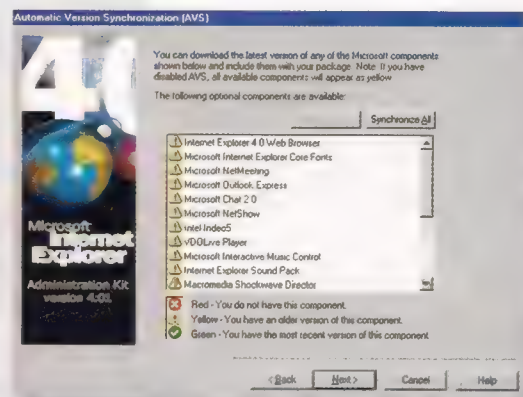 Automatic Version Synchronization (AVS)
You can download the latest version of any of the Microsoft components
shown below and include them with your package. Note: If you have
disabled AVS, all available components will appear as yellow
The following optional components are available:
Synchronize All
Internet Explorer 4.0 Web Browser
Microsoft Internet Explorer Core Fonts
Microsoft NetMeeting
Microsoft Outlook Express
Microsoft Chat 2.0
Microsoft NetShow
Intel Indeo5
VDOLive Player
Microsoft Interactive Music Control
Internet Explorer Sound Pack
Macromedia Shockwave Director
Red - You do not have this component.
Yellow - You have an older version of this component.
Green - You have the most recent version of this component
4.0
Microsoft
Internet
Explorer
Administration Kit
version 4.01
< Back
Next >
Cancel
Help